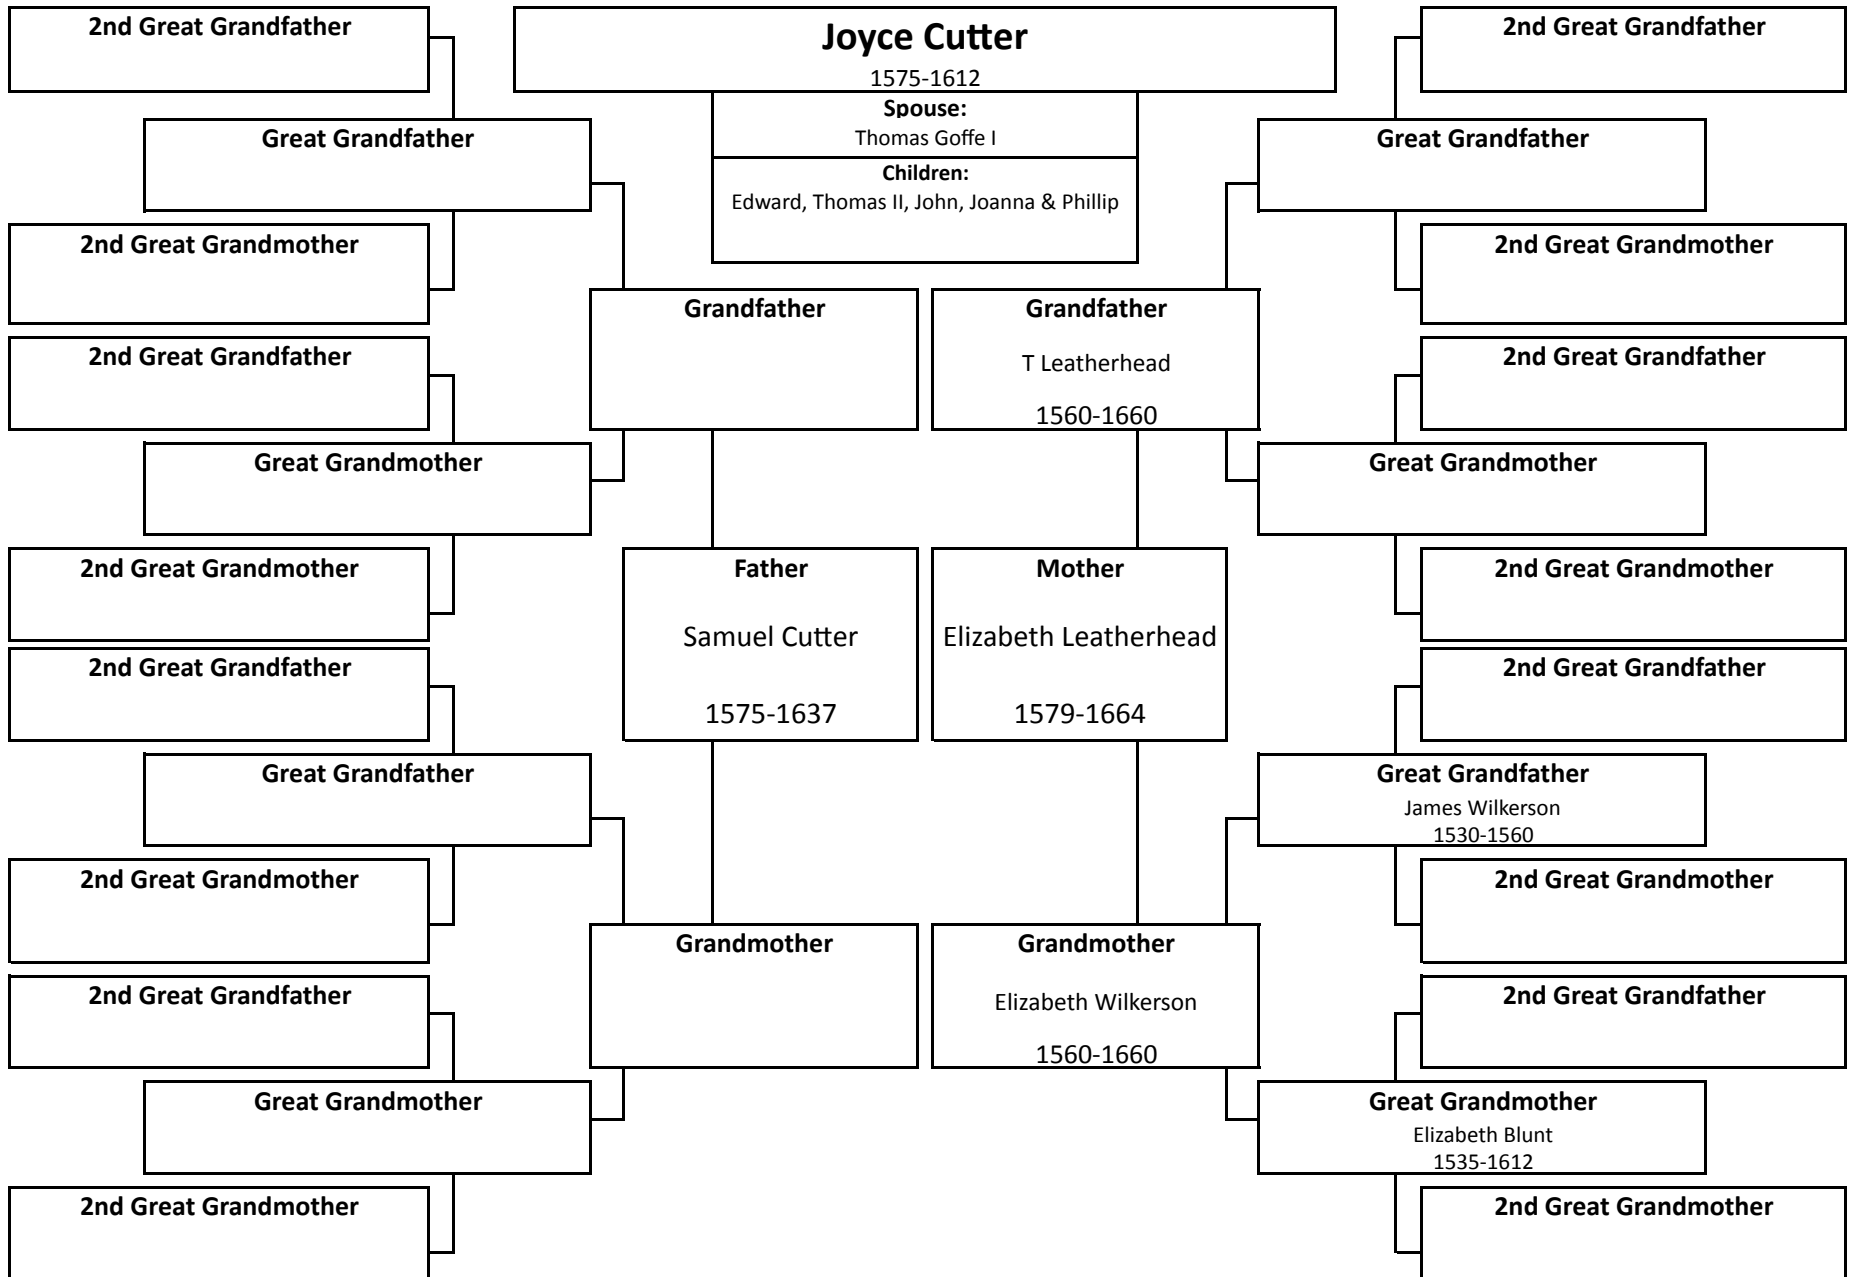 Joyce Cutter
1575-1612
Spouse:
Thomas Goffe I
Children:
Edward, Thomas II, John, Joanna & Phillip
2nd Great Grandfather
Great Grandfather
2nd Great Grandmother
Grandfather
2nd Great Grandfather
Great Grandmother
2nd Great Grandmother
Father
Samuel Cutter
1575-1637
2nd Great Grandfather
Great Grandfather
2nd Great Grandmother
Grandmother
2nd Great Grandfather
Great Grandmother
2nd Great Grandmother
2nd Great Grandfather
Great Grandfather
2nd Great Grandmother
Grandfather
T Leatherhead
1560-1660
2nd Great Grandfather
Great Grandmother
2nd Great Grandmother
Mother
Elizabeth Leatherhead
1579-1664
2nd Great Grandfather
Great Grandfather
James Wilkerson
1530-1560
2nd Great Grandmother
Grandmother
Elizabeth Wilkerson
1560-1660
2nd Great Grandfather
Great Grandmother
Elizabeth Blunt
1535-1612
2nd Great Grandmother